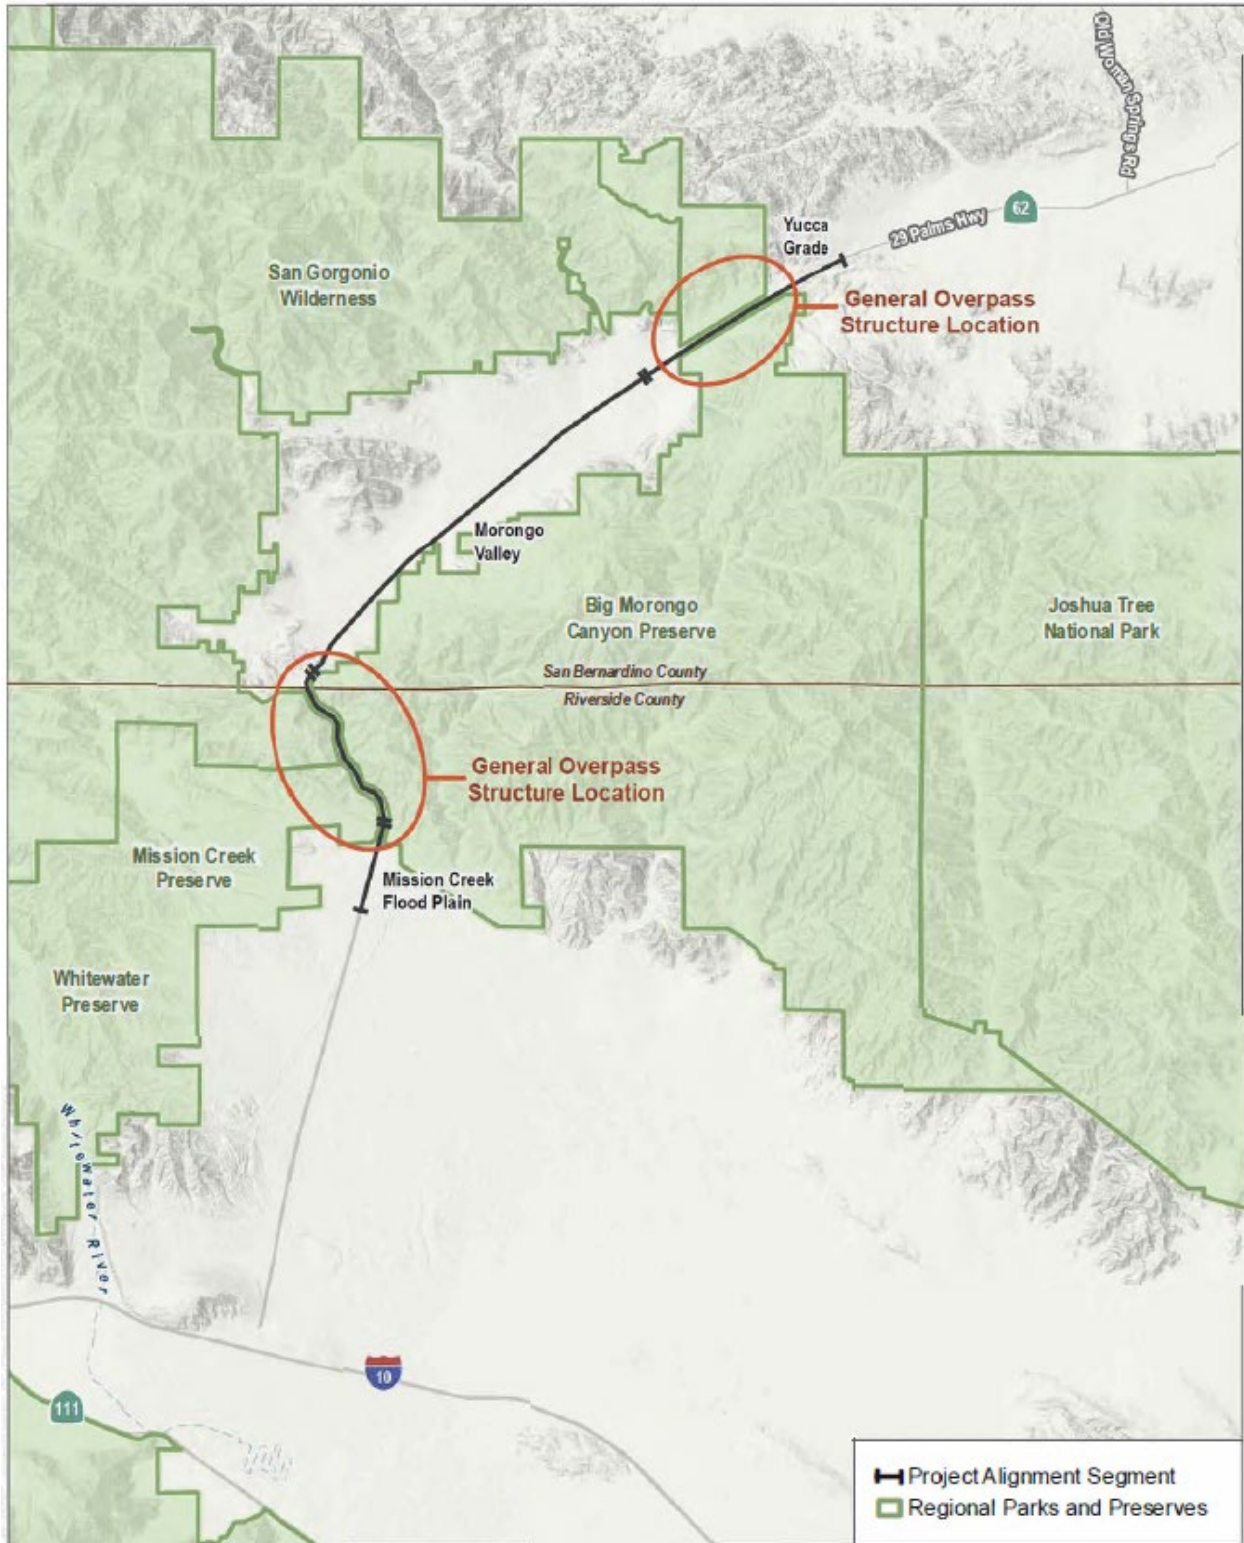 Old Woman Springs Rd
62
29 Palms Hwy
Yucca
Grade
San Gorgonio
Wilderness
General Overpass
Structure Location
Morongo
Valley
Big Morongo
Canyon Preserve
Joshua Tree
National Park
San Bernardino County
Riverside County
General Overpass
Structure Location
Mission Creek
Preserve
Mission Creek
Flood Plain
Whitewater
Preserve
Whitewater River
10
111
Project Alignment Segment
Regional Parks and Preserves